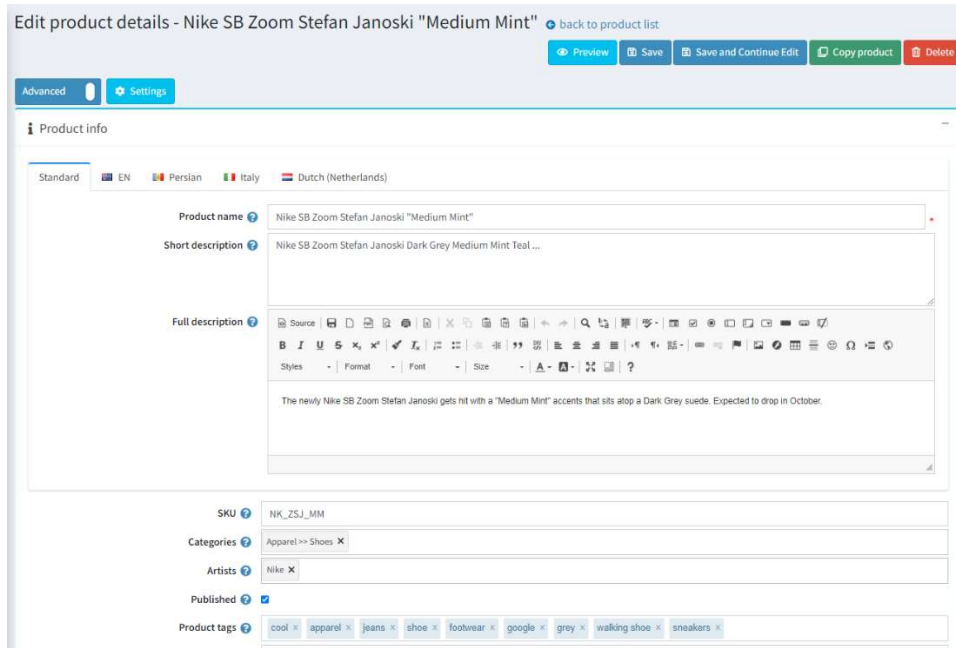 Edit product details - Nike SB Zoom Stefan Janoski "Medium Mint" back to product list
Preview Save Save and Continue Edit Copy product Delete
Advanced Settings
Product info
Standard EN Persian Italy Dutch (Netherlands)
Product name Nike SB Zoom Stefan Janoski "Medium Mint" *
Short description Nike SB Zoom Stefan Janoski Dark Grey Medium Mint Teal ...
Full description Source
B I U S x₂ x² Iₓ
Styles Format Font Size A A ?
The newly Nike SB Zoom Stefan Janoski gets hit with a "Medium Mint" accents that sits atop a Dark Grey suede. Expected to drop in October.
SKU NK_ZSJ_MM
Categories Apparel >> Shoes
Artists Nike
Published
Product tags cool × apparel × jeans × shoe × footwear × google × grey × walking shoe × sneakers ×